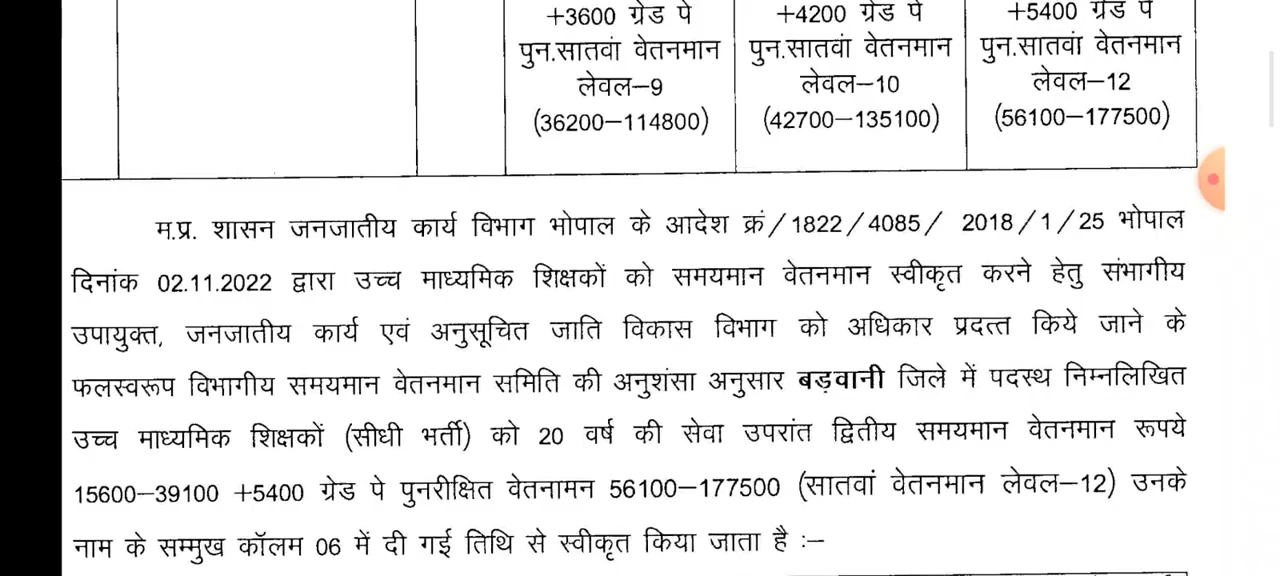 +3600 ग्रेड पे +4200 ग्रेड पे +5400 ग्रेड पे
पुन.सातवां वेतनमान पुन.सातवां वेतनमान पुन.सातवां वेतनमान
लेवल–9 लेवल–10 लेवल–12
(36200–114800) (42700–135100) (56100–177500)
म.प्र. शासन जनजातीय कार्य विभाग भोपाल के आदेश क्रं/1822/4085/ 2018/1/25 भोपाल
दिनांक 02.11.2022 द्वारा उच्च माध्यमिक शिक्षकों को समयमान वेतनमान स्वीकृत करने हेतु संभागीय
उपायुक्त, जनजातीय कार्य एवं अनुसूचित जाति विकास विभाग को अधिकार प्रदत्त किये जाने के
फलस्वरूप विभागीय समयमान वेतनमान समिति की अनुशंसा अनुसार बड़वानी जिले में पदस्थ निम्नलिखित
उच्च माध्यमिक शिक्षकों (सीधी भर्ती) को 20 वर्ष की सेवा उपरांत द्वितीय समयमान वेतनमान रूपये
15600–39100 +5400 ग्रेड पे पुनरीक्षित वेतनामन 56100–177500 (सातवां वेतनमान लेवल–12) उनके
नाम के सम्मुख कॉलम 06 में दी गई तिथि से स्वीकृत किया जाता है :–